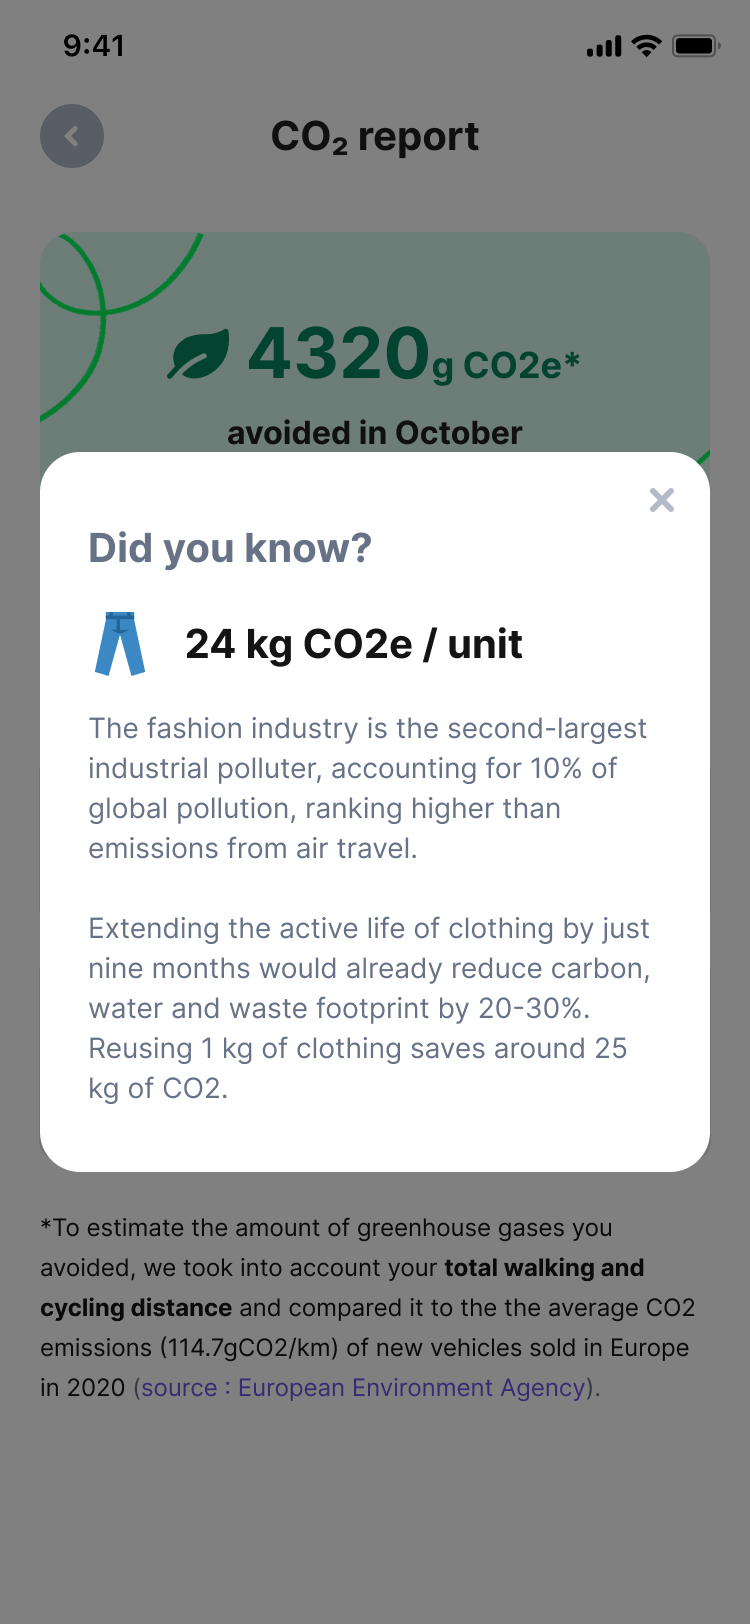 9:41
CO₂ report
4320g CO2e*
avoided in October
Did you know?
24 kg CO2e / unit
The fashion industry is the second-largest
industrial polluter, accounting for 10% of
global pollution, ranking higher than
emissions from air travel.
Extending the active life of clothing by just
nine months would already reduce carbon,
water and waste footprint by 20-30%.
Reusing 1 kg of clothing saves around 25
kg of CO2.
*To estimate the amount of greenhouse gases you
avoided, we took into account your total walking and
cycling distance and compared it to the the average CO2
emissions (114.7gCO2/km) of new vehicles sold in Europe
in 2020 (source : European Environment Agency).